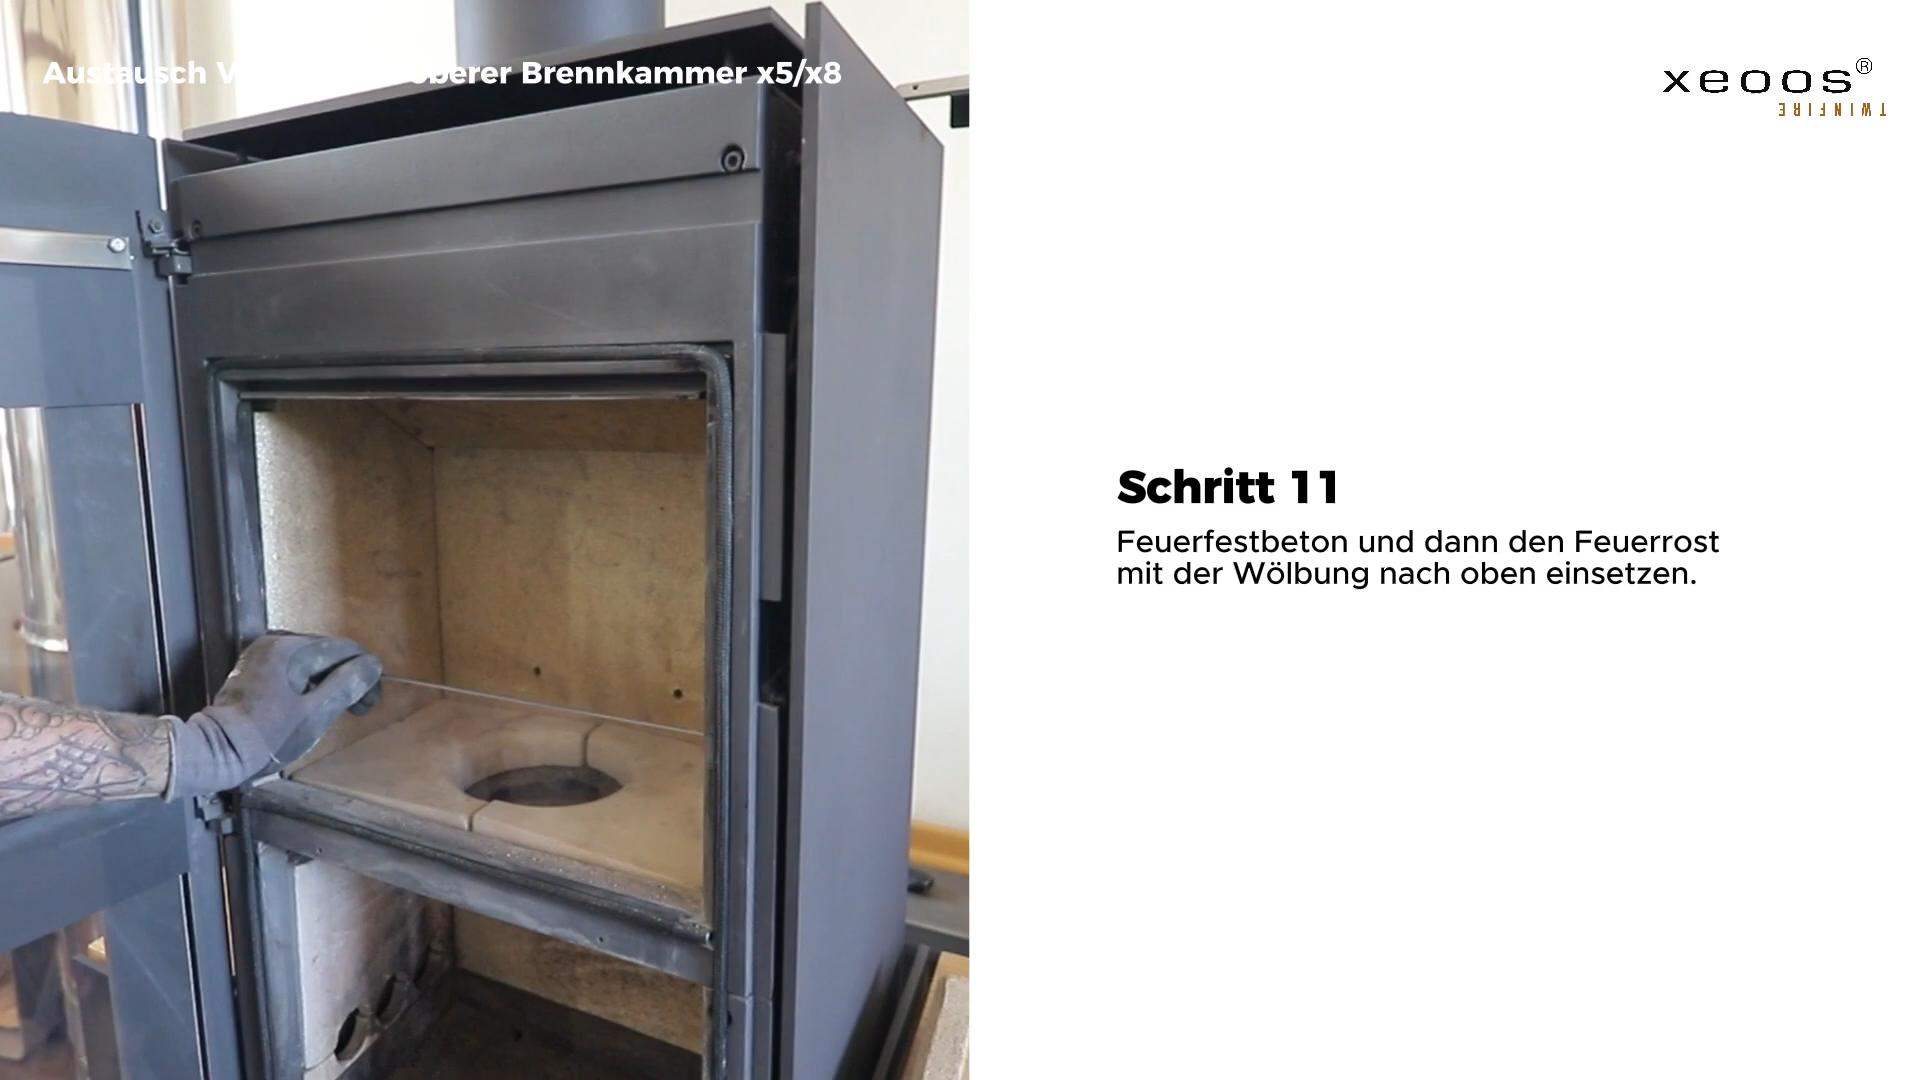 Austausch oberer Brennkammer x5/x8
xeoos®
TWINFIRE
Schritt 11
Feuerfestbeton und dann den Feuerrost
mit der Wölbung nach oben einsetzen.